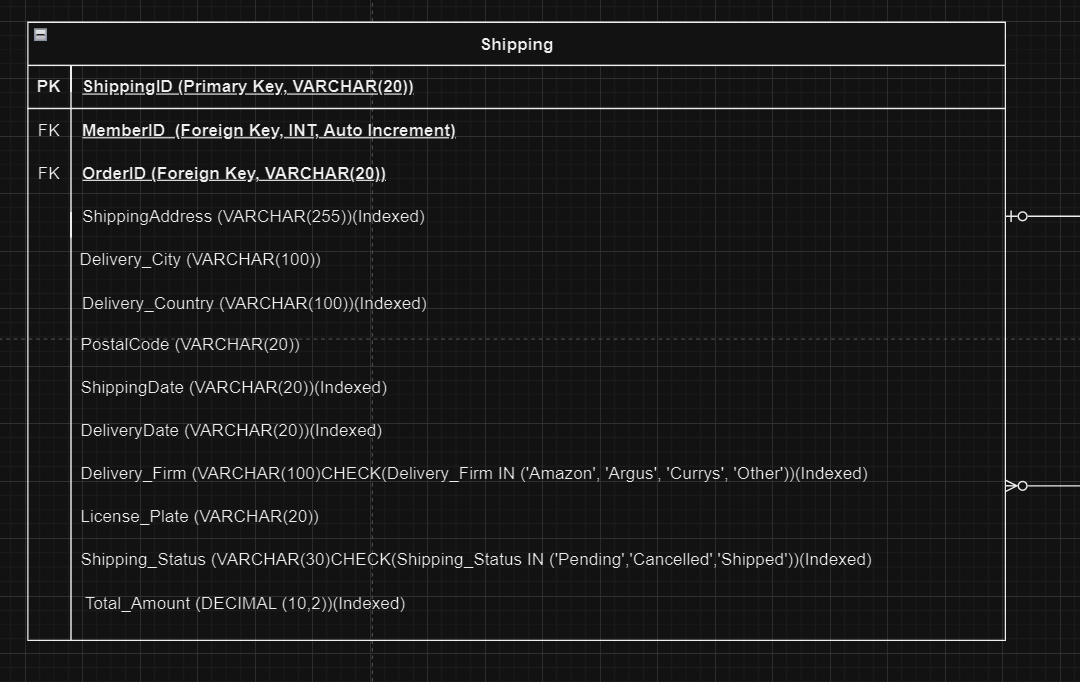 Shipping
PK ShippingID (Primary Key, VARCHAR(20))
FK MemberID  (Foreign Key, INT, Auto Increment)
FK OrderID (Foreign Key, VARCHAR(20))
ShippingAddress (VARCHAR(255))(Indexed)
Delivery_City (VARCHAR(100))
Delivery_Country (VARCHAR(100))(Indexed)
PostalCode (VARCHAR(20))
ShippingDate (VARCHAR(20))(Indexed)
DeliveryDate (VARCHAR(20))(Indexed)
Delivery_Firm (VARCHAR(100)CHECK(Delivery_Firm IN ('Amazon', 'Argus', 'Currys', 'Other'))(Indexed)
License_Plate (VARCHAR(20))
Shipping_Status (VARCHAR(30)CHECK(Shipping_Status IN ('Pending','Cancelled','Shipped'))(Indexed)
Total_Amount (DECIMAL (10,2))(Indexed)